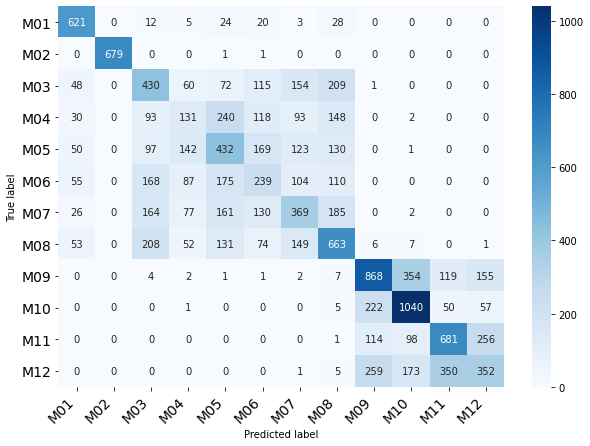 M01 621 0 12 5 24 20 3 28 0 0 0 0
M02 0 679 0 0 1 1 0 0 0 0 0 0
M03 48 0 430 60 72 115 154 209 1 0 0 0
M04 30 0 93 131 240 118 93 148 0 2 0 0
M05 50 0 97 142 432 169 123 130 0 1 0 0
M06 55 0 168 87 175 239 104 110 0 0 0 0
M07 26 0 164 77 161 130 369 185 0 2 0 0
M08 53 0 208 52 131 74 149 663 6 7 0 1
M09 0 0 4 2 1 1 2 7 868 354 119 155
M10 0 0 0 1 0 0 0 5 222 1040 50 57
M11 0 0 0 0 0 0 0 1 114 98 681 256
M12 0 0 0 0 0 0 1 5 259 173 350 352
M01 M02 M03 M04 M05 M06 M07 M08 M09 M10 M11 M12
Predicted label
True label
1000
800
600
400
200
0